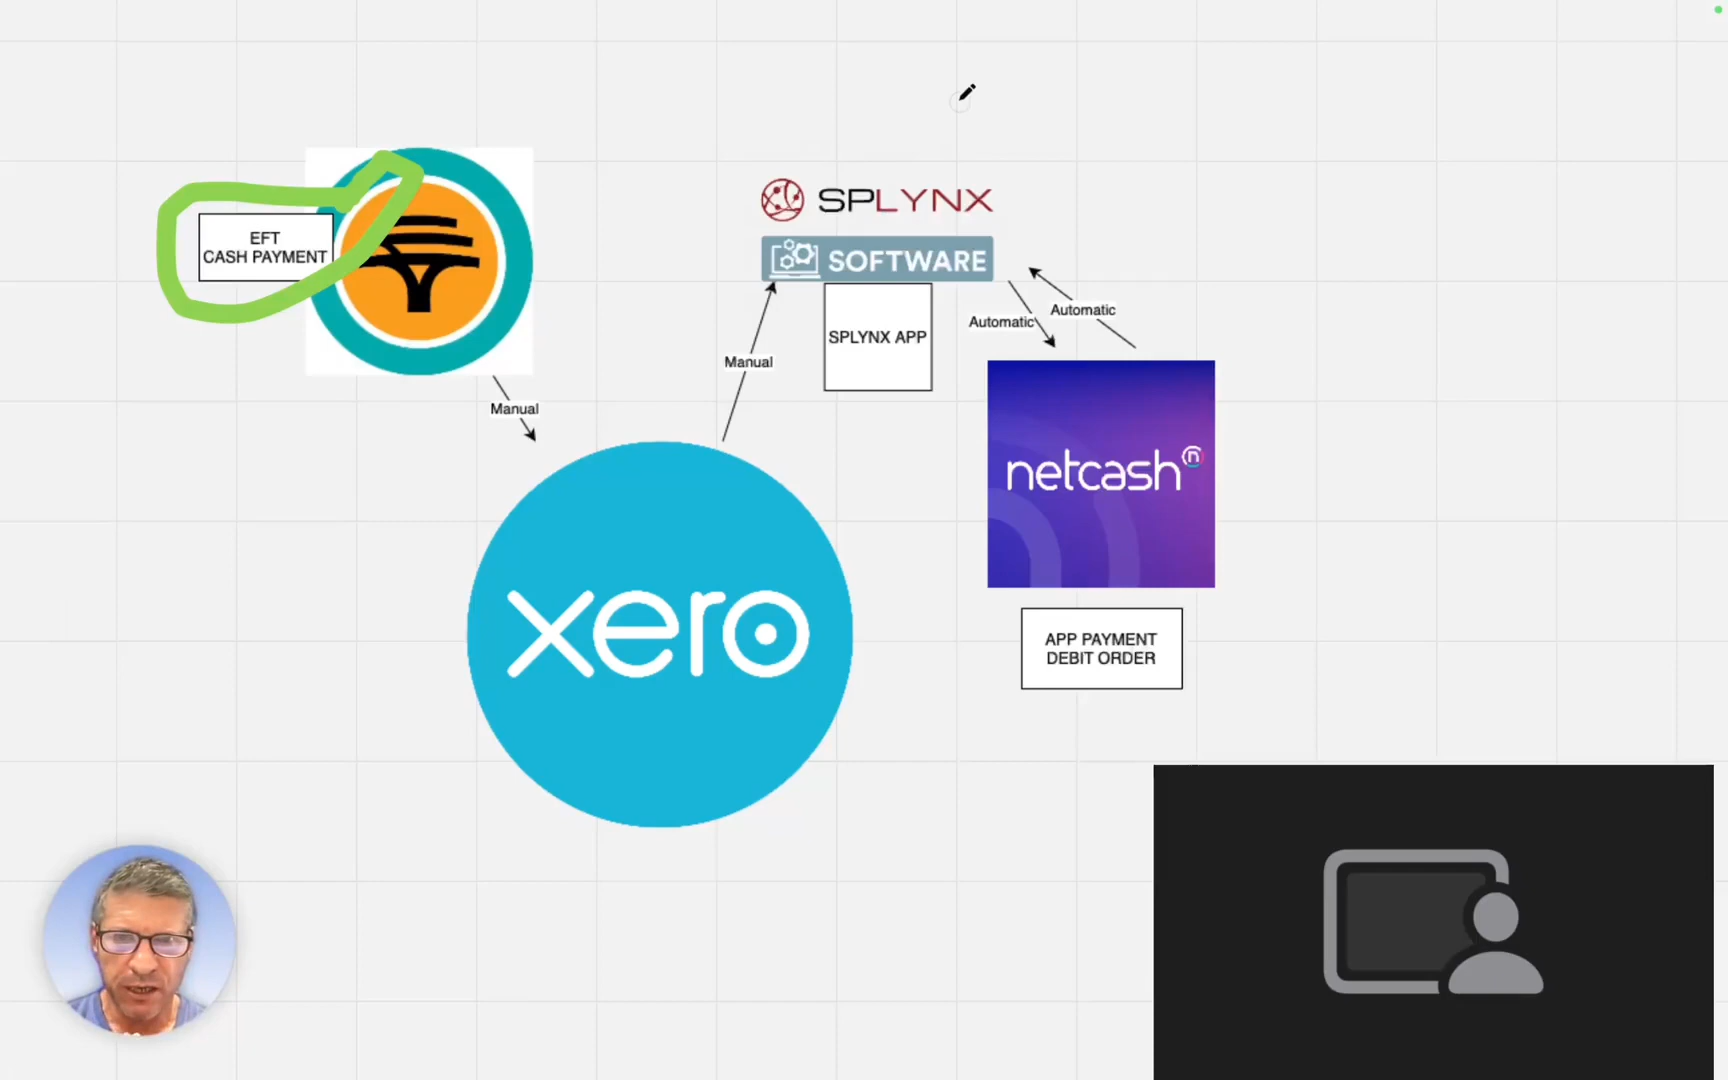 EFT
CASH PAYMENT
SPLYNX
SOFTWARE
SPLYNX APP
Automatic
Automatic
Manual
Manual
netcash n
xero
APP PAYMENT
DEBIT ORDER